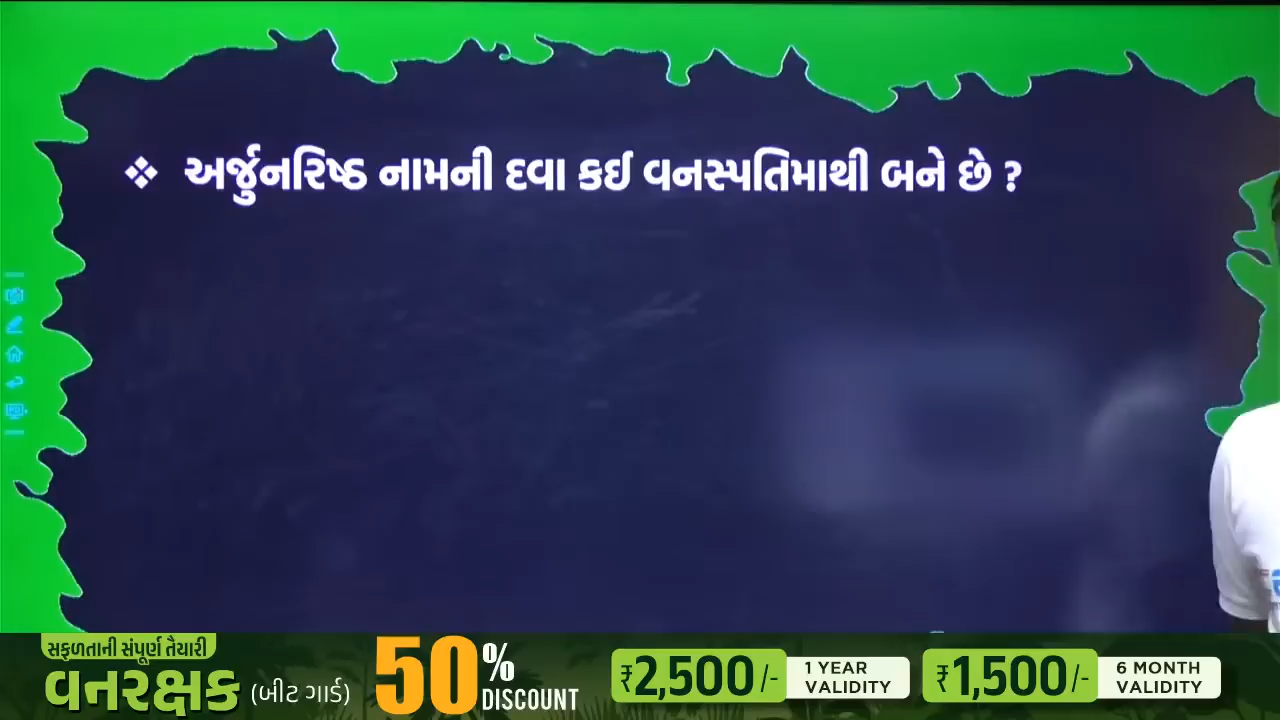 ❖ અર્જુનરિષ્ઠ નામની દવા કઈ વનસ્પતિમાથી બને છે ?
સફળતાની સંપૂર્ણ તૈયારી
વનરક્ષક (બીટ ગાર્ડ)
50% DISCOUNT
₹2,500/- 1 YEAR VALIDITY
₹1,500/- 6 MONTH VALIDITY